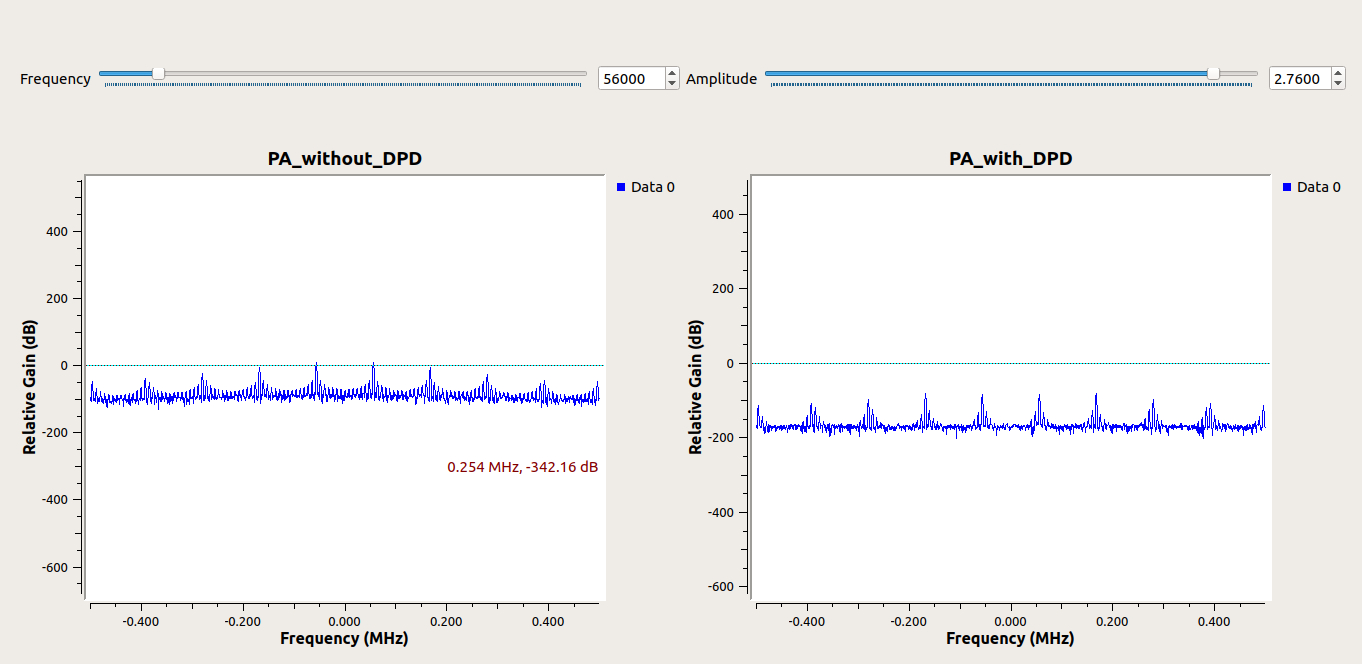 Frequency 56000 Amplitude 2.7600
PA_without_DPD
Data 0
Relative Gain (dB)
400
200
0
-200
-400
-600
0.254 MHz, -342.16 dB
-0.400 -0.200 0.000 0.200 0.400
Frequency (MHz)
PA_with_DPD
Data 0
Relative Gain (dB)
400
200
0
-200
-400
-600
-0.400 -0.200 0.000 0.200 0.400
Frequency (MHz)